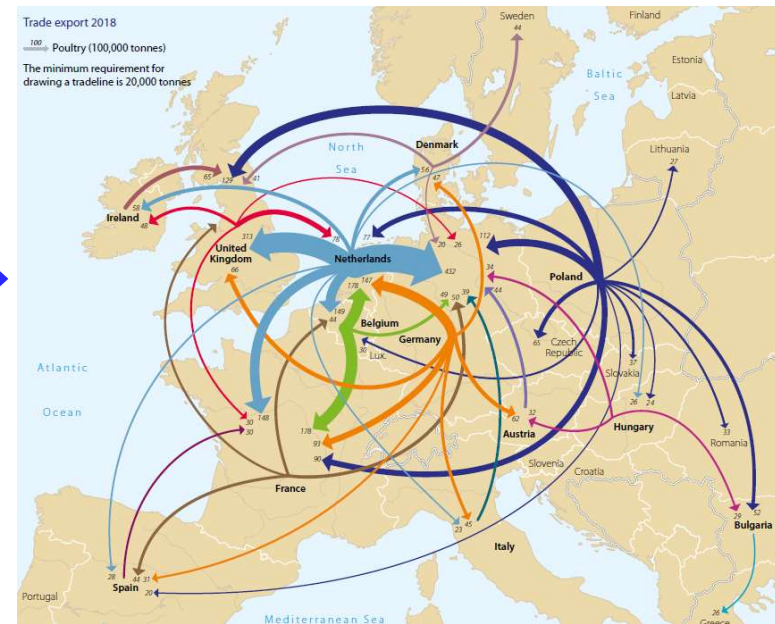 Trade export 2018
100
Poultry (100,000 tonnes)
The minimum requirement for
drawing a tradeline is 20,000 tonnes
Sweden
44
Finland
Estonia
Baltic
Sea
Latvia
Denmark
North
Sea
Lithuania
27
56
47
65
129
41
58
Ireland
48
313
United
Kingdom
66
76
77
Netherlands
20
26
112
432
34
44
Poland
147
178
49
50
39
149
44
Belgium
Germany
30
Lux.
65
Czech
Republic
37
Slovakia
26
24
Atlantic
Ocean
30
30
148
178
93
90
62
32
Austria
Hungary
33
Romania
Slovenia
Croatia
France
29
52
Bulgaria
23
45
Italy
28
44
31
Spain
20
Portugal
Mediterranean Sea
26
Greece